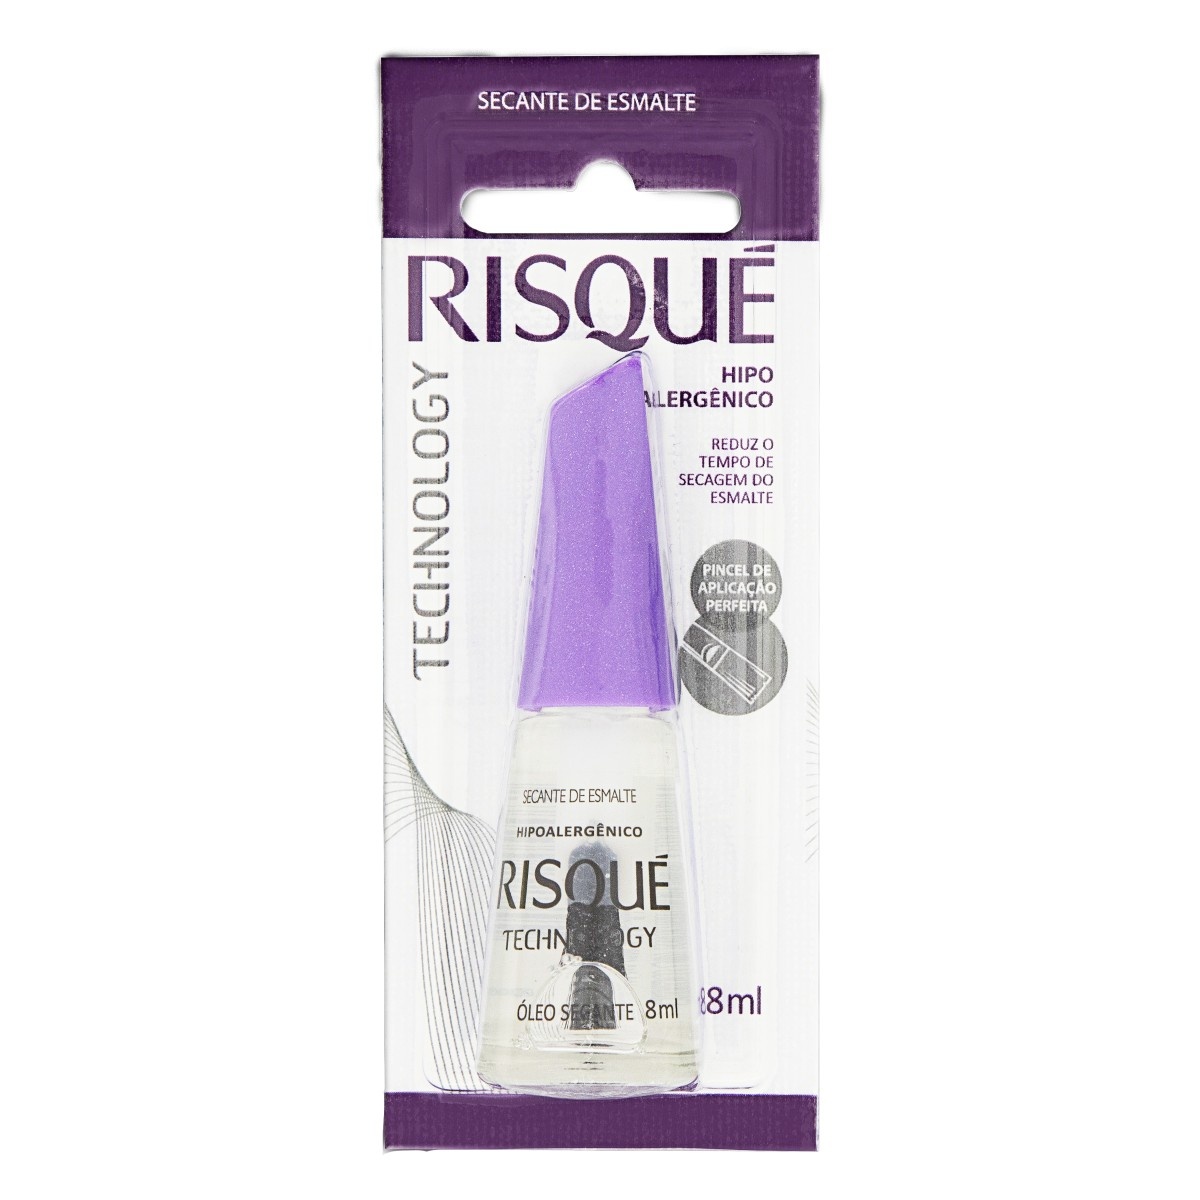 SECANTE DE ESMALTE
RISQUÉ
TECHNOLOGY
HIPO
ALERGÊNICO
REDUZ O
TEMPO DE
SECAGEM DO
ESMALTE
PINCEL DE
APLICAÇÃO
PERFEITA
SECANTE DE ESMALTE
HIPOALERGÊNICO
RISQUÉ
TECHNOLOGY
ÓLEO SECANTE 8ml
8ml